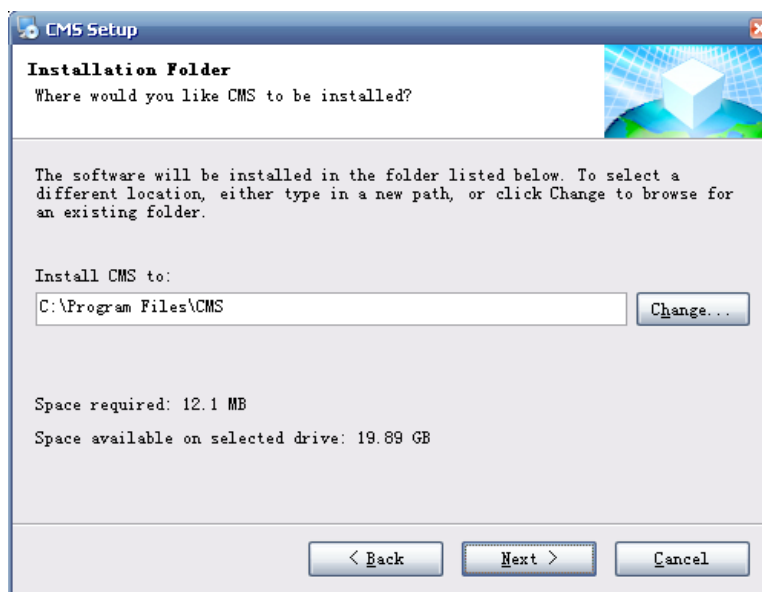 CMS Setup
Installation Folder
Where would you like CMS to be installed?
The software will be installed in the folder listed below. To select a
different location, either type in a new path, or click Change to browse for
an existing folder.
Install CMS to:
C:\Program Files\CMS
Change...
Space required: 12.1 MB
Space available on selected drive: 19.89 GB
< Back
Next >
Cancel